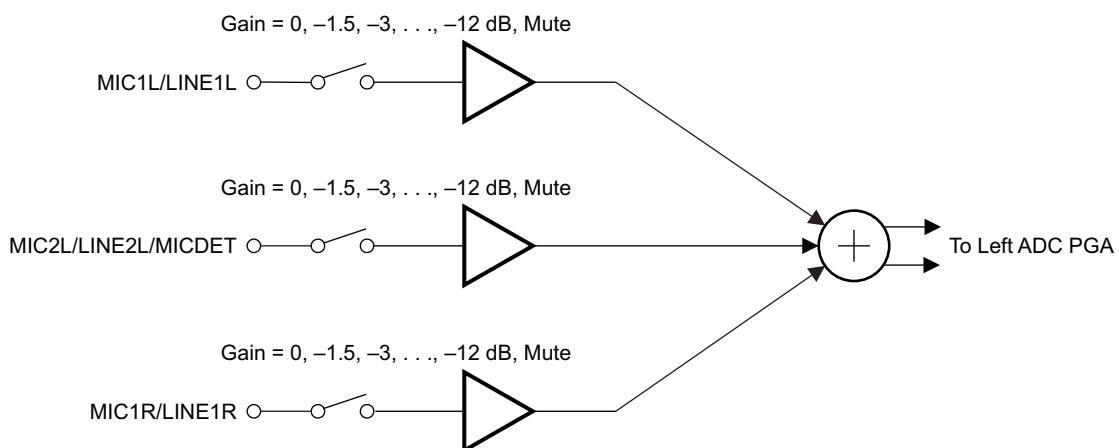 Gain = 0, –1.5, –3, . . ., –12 dB, Mute
MIC1L/LINE1L
Gain = 0, –1.5, –3, . . ., –12 dB, Mute
MIC2L/LINE2L/MICDET
+
To Left ADC PGA
Gain = 0, –1.5, –3, . . ., –12 dB, Mute
MIC1R/LINE1R